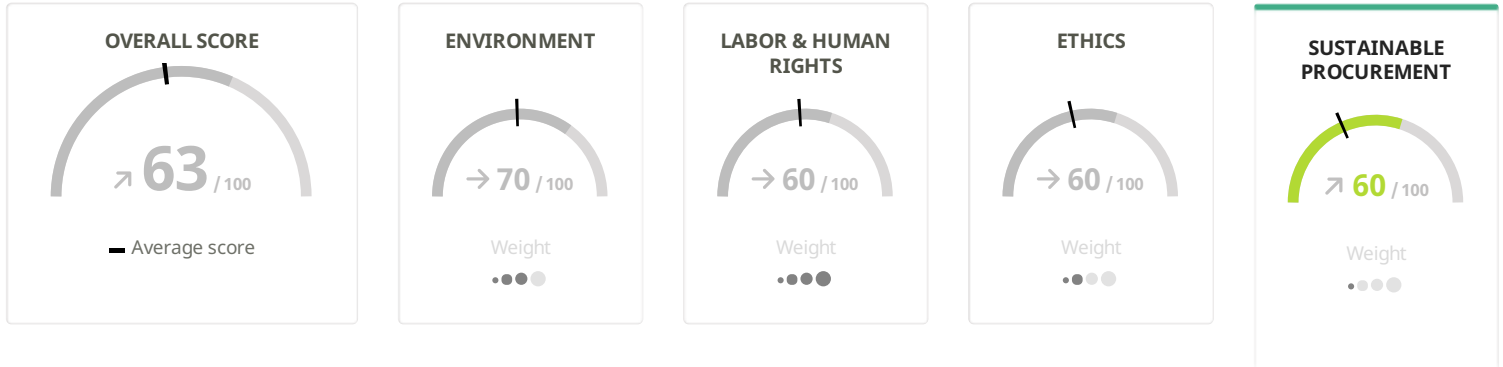 OVERALL SCORE
↗ 63 / 100
Average score
ENVIRONMENT
→ 70 / 100
Weight
LABOR & HUMAN
RIGHTS
→ 60 / 100
Weight
ETHICS
→ 60 / 100
Weight
SUSTAINABLE
PROCUREMENT
↗ 60 / 100
Weight